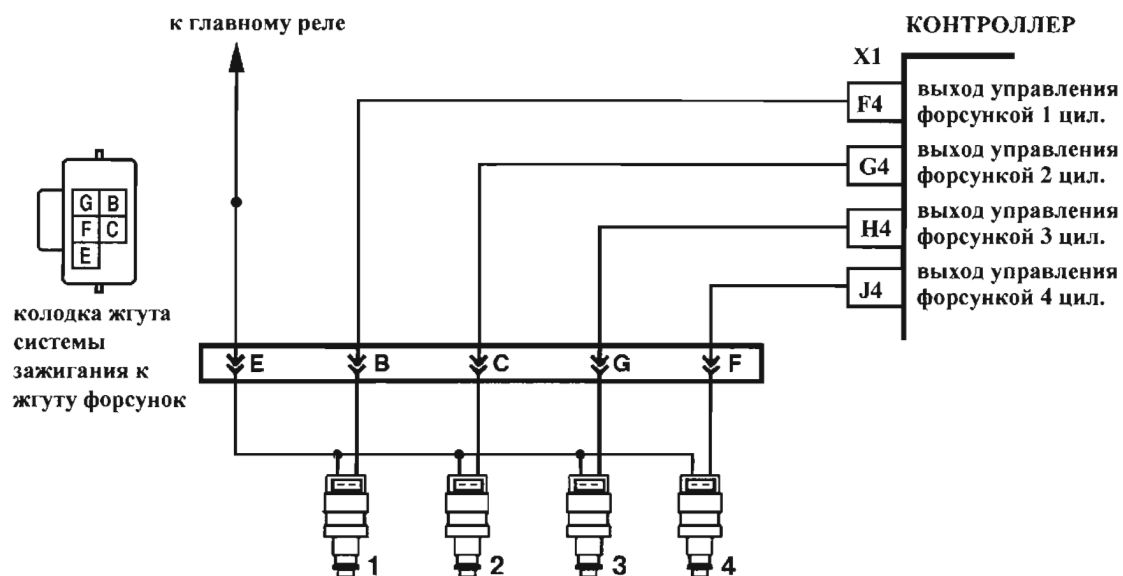 к главному реле
КОНТРОЛЛЕР
X1
F4
выход управления
форсункой 1 цил.
G4
выход управления
форсункой 2 цил.
H4
выход управления
форсункой 3 цил.
J4
выход управления
форсункой 4 цил.
G B
F C
E
колодка жгута
системы
зажигания к
жгуту форсунок
E B C G F
1 2 3 4